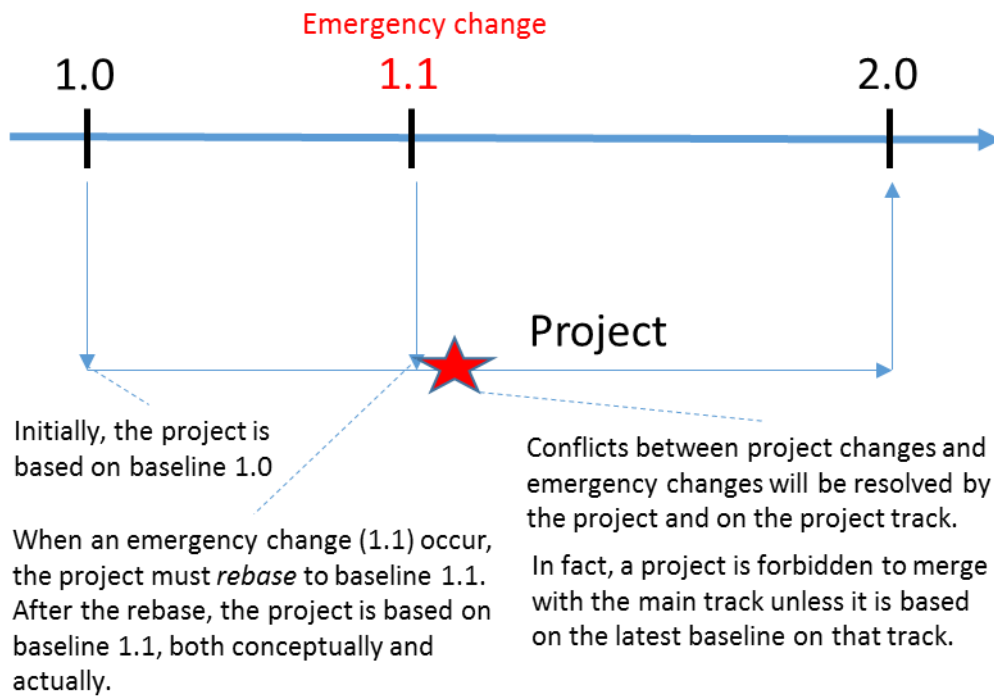 Emergency change
1.0
1.1
2.0
Project
Initially, the project is
based on baseline 1.0
When an emergency change (1.1) occur,
the project must rebase to baseline 1.1.
After the rebase, the project is based on
baseline 1.1, both conceptually and
actually.
Conflicts between project changes and
emergency changes will be resolved by
the project and on the project track.
In fact, a project is forbidden to merge
with the main track unless it is based
on the latest baseline on that track.